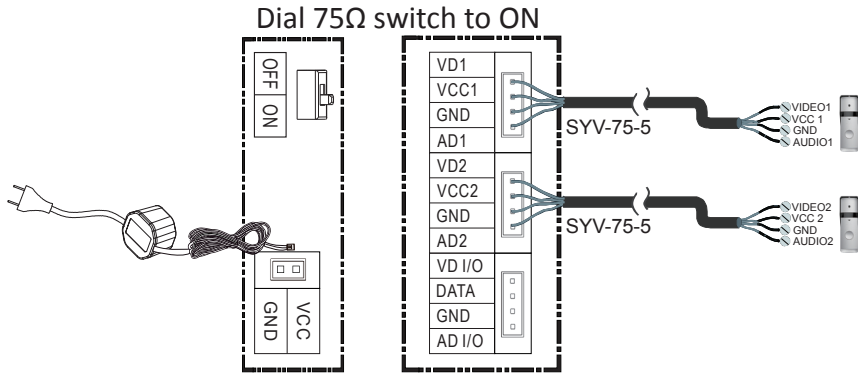 Dial 75Ω switch to ON
OFF
ON
GND
VCC
VD1
VCC1
GND
AD1
VD2
VCC2
GND
AD2
VD I/O
DATA
GND
AD I/O
SYV-75-5
SYV-75-5
VIDEO1
VCC 1
GND
AUDIO1
VIDEO2
VCC 2
GND
AUDIO2